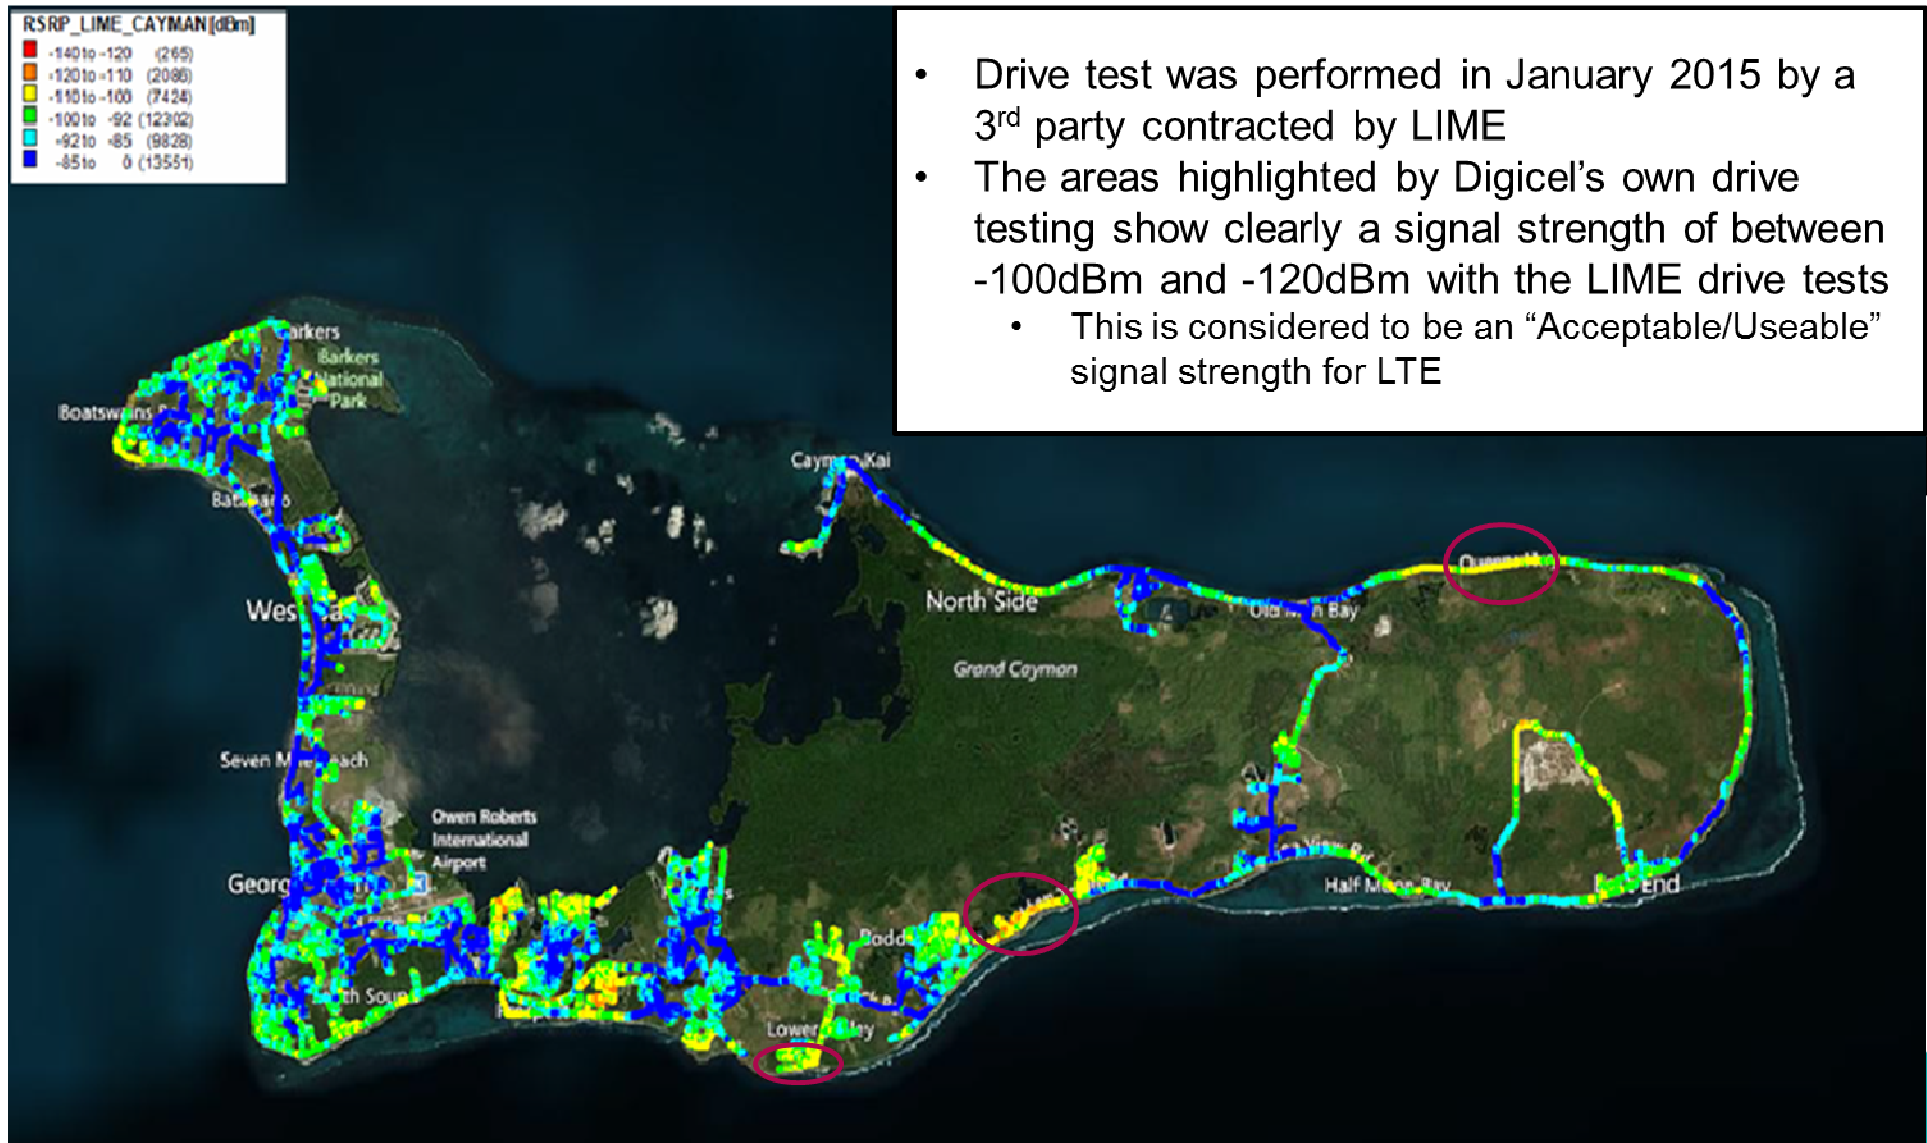 RSRP_LIME_CAYMAN[dBm]
-140 to -120 (265)
-120 to -110 (2086)
-110 to -100 (7424)
-100 to -92 (12302)
-92 to -85 (9828)
-85 to 0 (13551)
• Drive test was performed in January 2015 by a
3rd party contracted by LIME
• The areas highlighted by Digicel’s own drive
testing show clearly a signal strength of between
-100dBm and -120dBm with the LIME drive tests
• This is considered to be an “Acceptable/Useable”
signal strength for LTE
Barkers
National
Park
Boatswains
North Side
Grand Cayman
Seven
Owen Roberts
International
Airport
Half Moon Bay
End
Lower